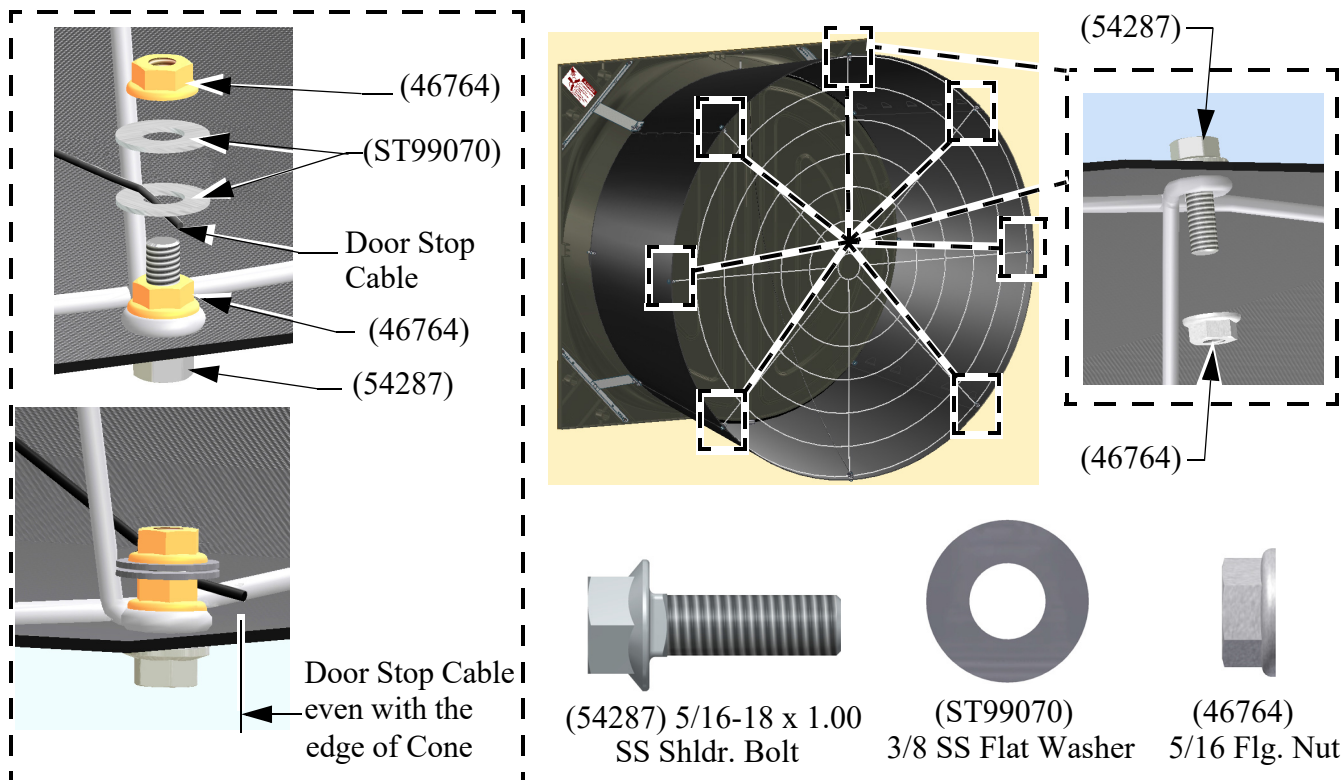 (46764)
(ST99070)
Door Stop
Cable
(46764)
(54287)
Door Stop Cable
even with the
edge of Cone
(54287)
(46764)
(54287) 5/16-18 x 1.00
SS Shldr. Bolt
(ST99070)
3/8 SS Flat Washer
(46764)
5/16 Flg. Nut